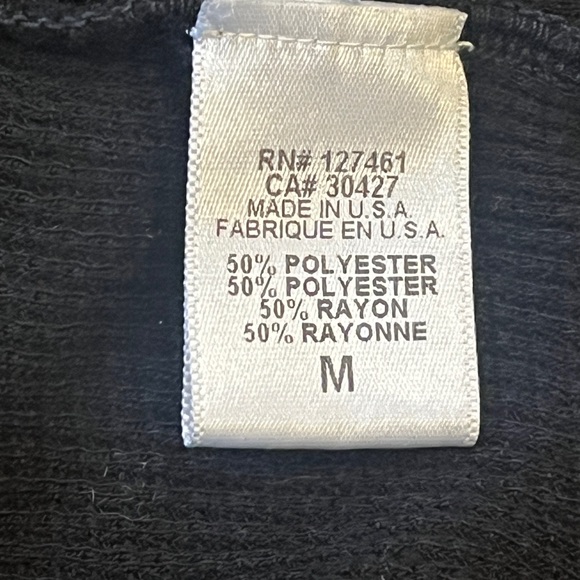 RN# 127461
CA# 30427
MADE IN U.S.A.
FABRIQUE EN U.S.A.
50% POLYESTER
50% POLYESTER
50% RAYON
50% RAYONNE
M